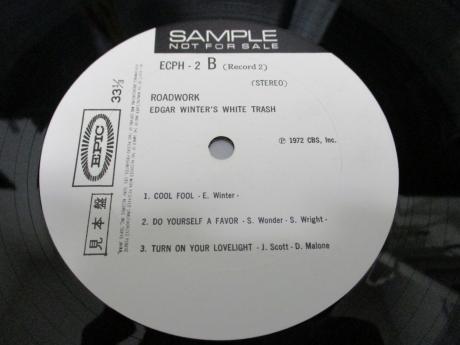 SAMPLE
NOT FOR SALE
ECPH - 2 B (Record 2)
(STEREO)
33⅓
ROADWORK
EDGAR WINTER'S WHITE TRASH
EPIC
℗ 1972 CBS, Inc.
見本盤
1. COOL FOOL - E. Winter -
2. DO YOURSELF A FAVOR - S. Wonder - S. Wright -
3. TURN ON YOUR LOVELIGHT - J. Scott - D. Malone